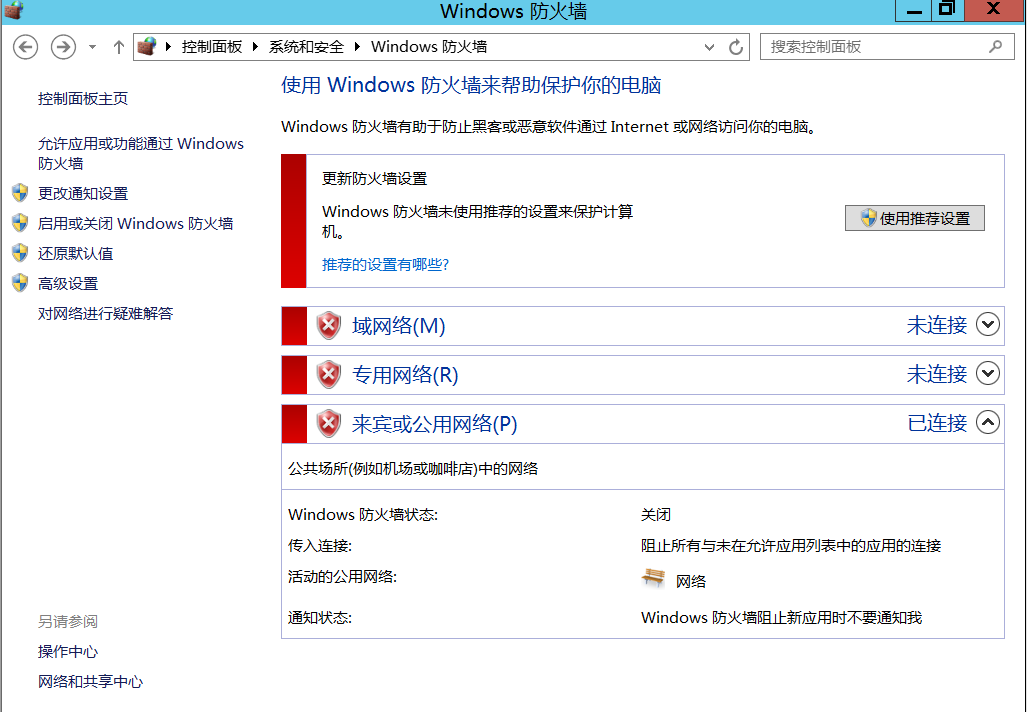 Windows 防火墙
控制面板 系统和安全 Windows 防火墙
搜索控制面板
控制面板主页
允许应用或功能通过 Windows
防火墙
更改通知设置
启用或关闭 Windows 防火墙
还原默认值
高级设置
对网络进行疑难解答
另请参阅
操作中心
网络和共享中心
使用 Windows 防火墙来帮助保护你的电脑
Windows 防火墙有助于防止黑客或恶意软件通过 Internet 或网络访问你的电脑。
更新防火墙设置
Windows 防火墙未使用推荐的设置来保护计算
机。
使用推荐设置
推荐的设置有哪些?
域网络(M) 未连接
专用网络(R) 未连接
来宾或公用网络(P) 已连接
公共场所(例如机场或咖啡店)中的网络
Windows 防火墙状态: 关闭
传入连接: 阻止所有与未在允许应用列表中的应用的连接
活动的公用网络: 网络
通知状态: Windows 防火墙阻止新应用时不要通知我